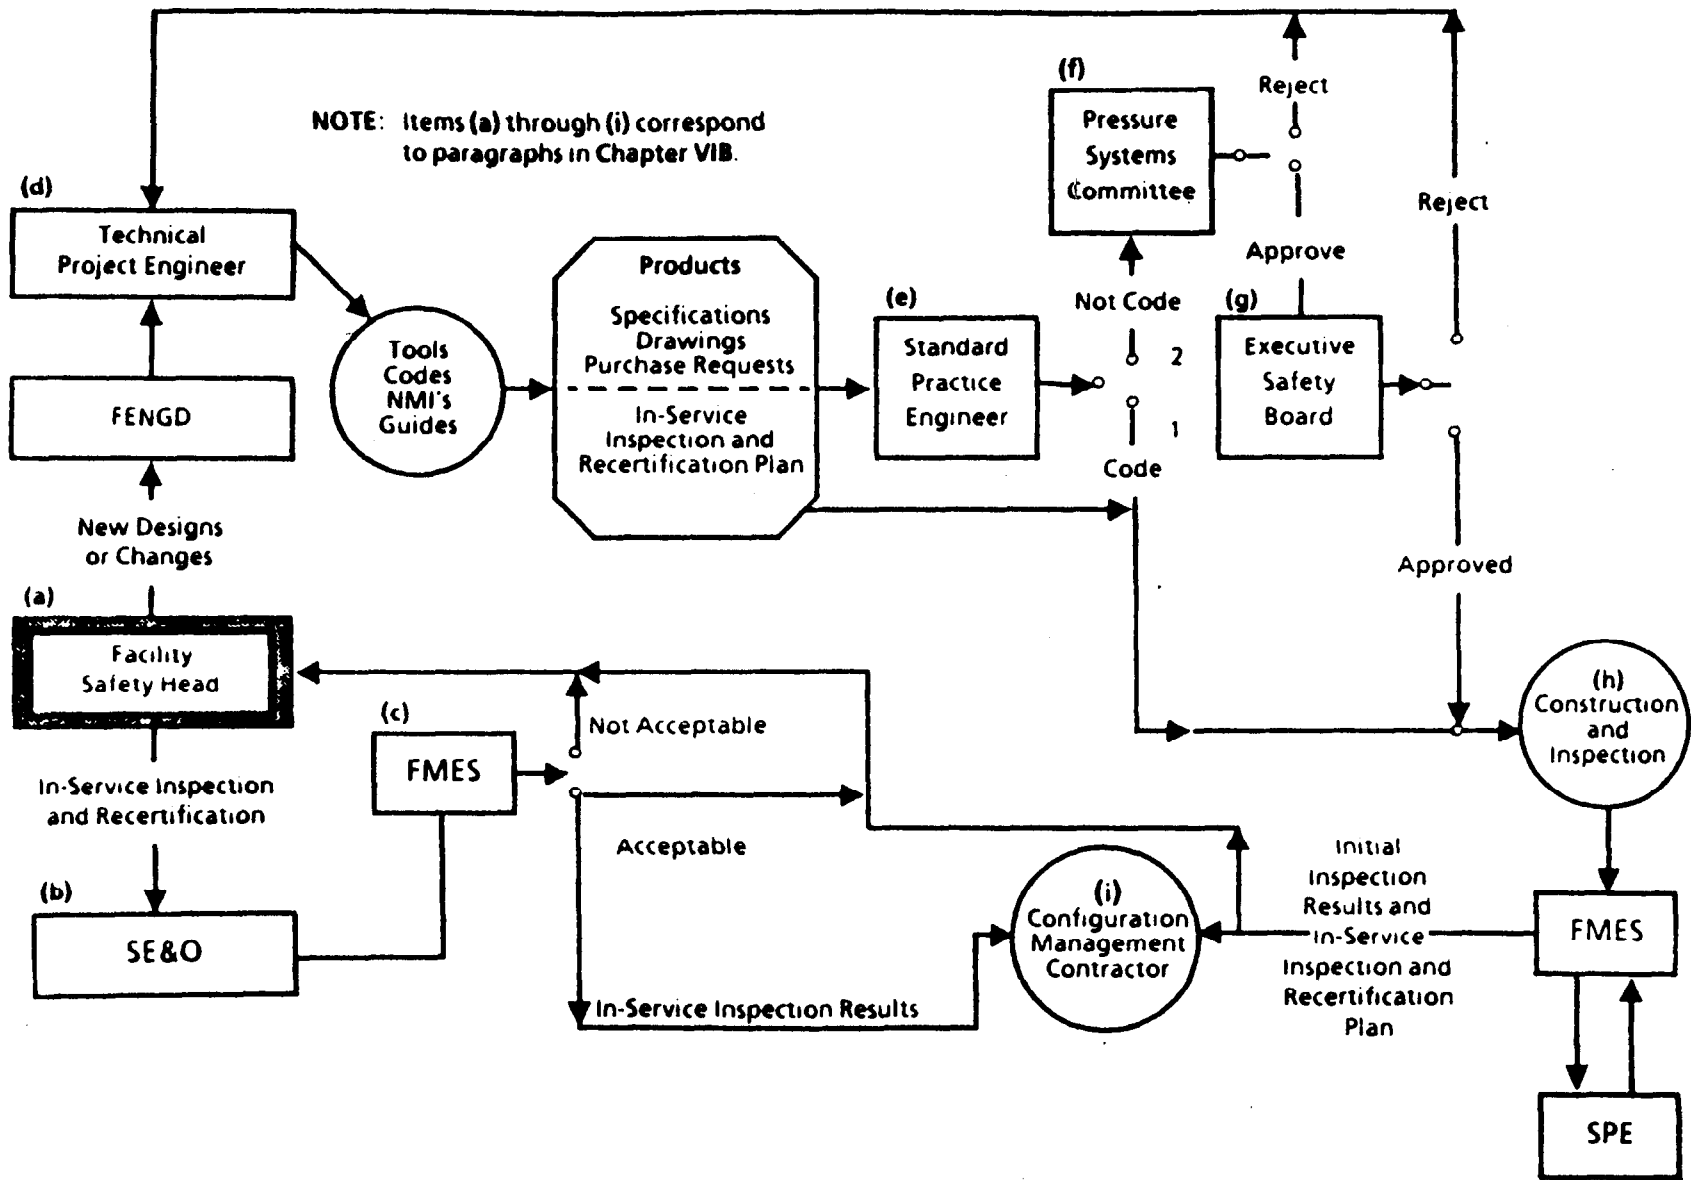 NOTE: Items (a) through (i) correspond
to paragraphs in Chapter VIB.
(d)
Technical
Project Engineer
FENGD
New Designs
or Changes
(a)
Facility
Safety Head
In-Service Inspection
and Recertification
(b)
SE&O
Tools
Codes
NMI's
Guides
Products
Specifications
Drawings
Purchase Requests
In-Service
Inspection and
Recertification Plan
(e)
Standard
Practice
Engineer
(f)
Pressure
Systems
Committee
Not Code
2
1
Code
Reject
Approve
(g)
Executive
Safety
Board
Reject
Approved
(c)
FMES
Not Acceptable
Acceptable
In-Service Inspection Results
(i)
Configuration
Management
Contractor
Initial
Inspection
Results and
In-Service
Inspection and
Recertification
Plan
(h)
Construction
and
Inspection
FMES
SPE